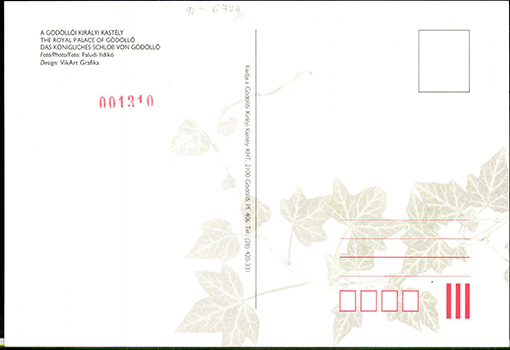 A GÖDÖLLŐI KIRÁLYI KASTÉLY
THE ROYAL PALACE OF GÖDÖLLŐ
DAS KÖNIGLICHES SCHLOß VON GÖDÖLLŐ
Fotó/Photo/Foto: Faludi Ildikó
Design: VikArt Grafika
001310
Kiadja a Gödöllői Királyi Kastély KHT. 2100 Gödöllő, Pf. 406. Tel.: (28) 420-331